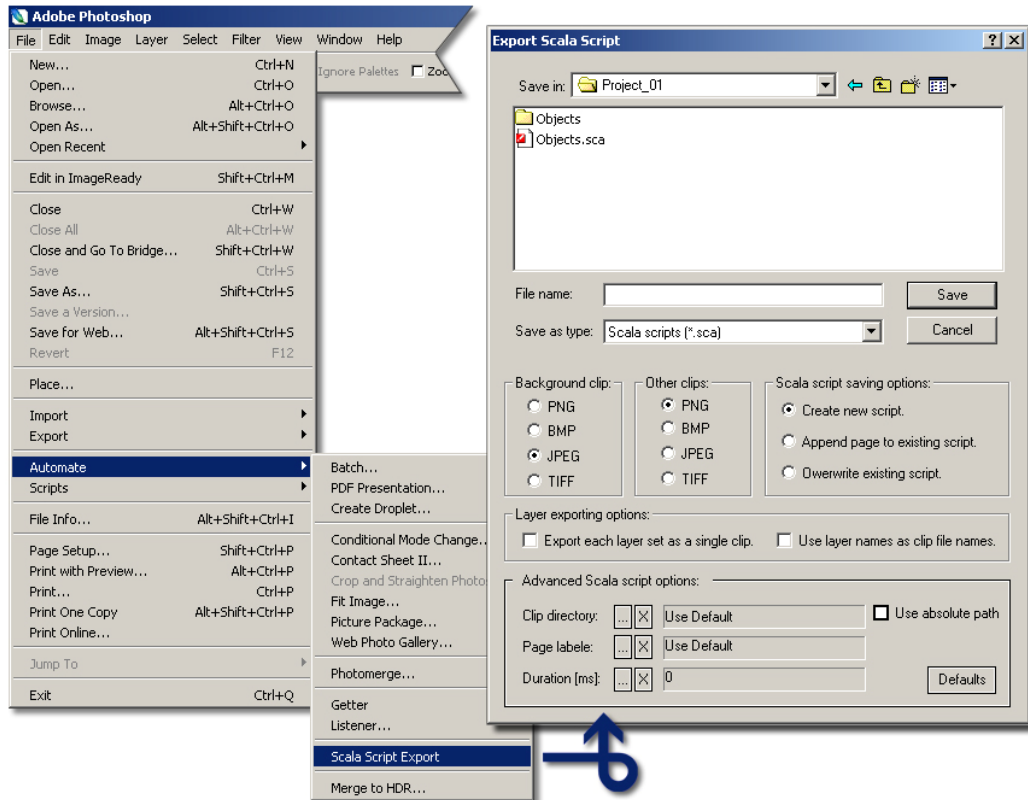 Adobe Photoshop
File Edit Image Layer Select Filter View Window Help
Ignore Palettes
New... Ctrl+N
Open... Ctrl+O
Browse... Alt+Ctrl+O
Open As... Alt+Shift+Ctrl+O
Open Recent
Edit in ImageReady Shift+Ctrl+M
Close Ctrl+W
Close All Alt+Ctrl+W
Close and Go To Bridge... Shift+Ctrl+W
Save Ctrl+S
Save As... Shift+Ctrl+S
Save a Version...
Save for Web... Alt+Shift+Ctrl+S
Revert F12
Place...
Import
Export
Automate
Scripts
File Info... Alt+Shift+Ctrl+I
Page Setup... Shift+Ctrl+P
Print with Preview... Alt+Ctrl+P
Print... Ctrl+P
Print One Copy Alt+Shift+Ctrl+P
Print Online...
Jump To
Exit Ctrl+Q
Batch...
PDF Presentation...
Create Droplet...
Conditional Mode Change..
Contact Sheet II...
Crop and Straighten Photo
Fit Image...
Picture Package...
Web Photo Gallery...
Photomerge...
Getter
Listener...
Scala Script Export
Merge to HDR...
Export Scala Script
Save in: Project_01
Objects
Objects.sca
File name: Save
Save as type: Scala scripts (*.sca) Cancel
Background clip: Other clips: Scala script saving options:
PNG PNG Create new script.
BMP BMP Append page to existing script.
JPEG JPEG Owerwrite existing script.
TIFF TIFF
Layer exporting options:
Export each layer set as a single clip. Use layer names as clip file names.
Advanced Scala script options:
Clip directory: ... X Use Default Use absolute path
Page labele: ... X Use Default
Duration [ms]: ... X 0 Defaults